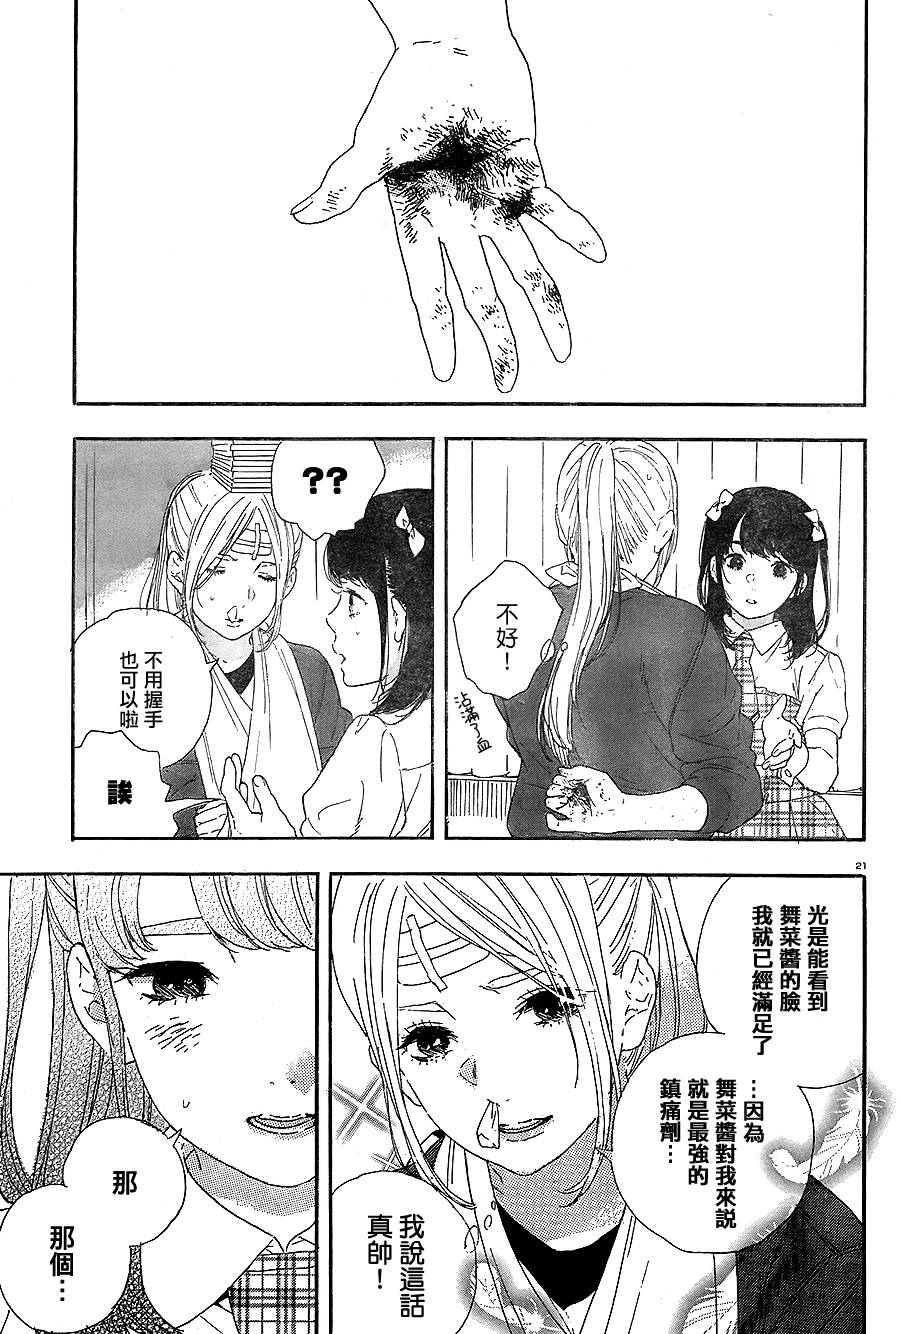 不好！
沾滿了血
??
不用握手
也可以啦
誒
21
光是能看到
舞菜醬的臉
我就已經滿足了
…因為
舞菜醬對我來說
就是最強的
鎮痛劑…
我說這話
真帥！
那
那個…